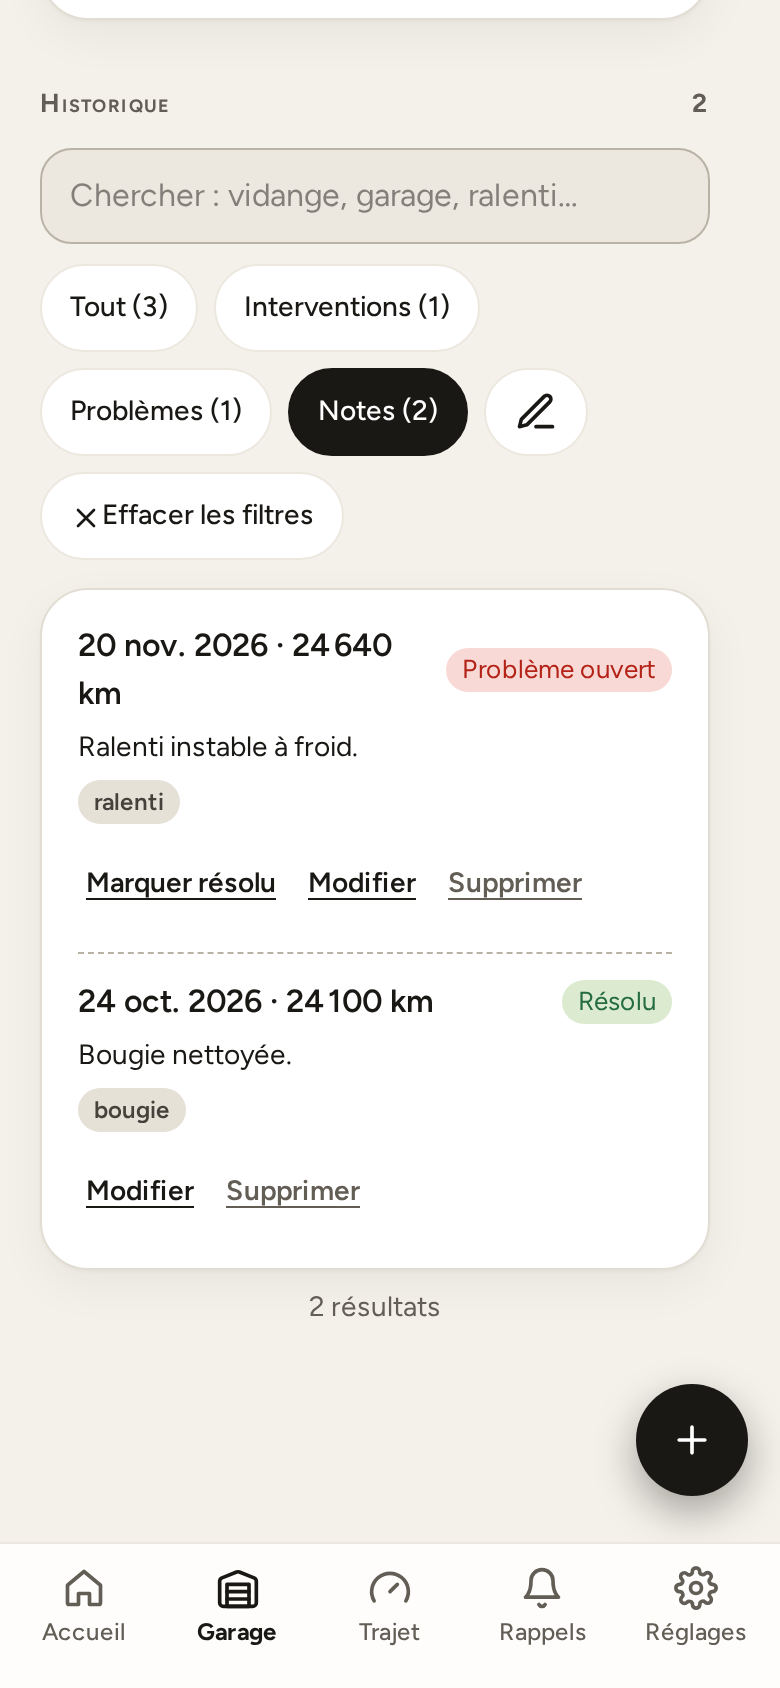 Historique 2
Chercher : vidange, garage, ralenti...
Tout (3) Interventions (1)
Problèmes (1) Notes (2)
Effacer les filtres
20 nov. 2026 · 24 640 km
Problème ouvert
Ralenti instable à froid.
ralenti
Marquer résolu Modifier Supprimer
24 oct. 2026 · 24 100 km Résolu
Bougie nettoyée.
bougie
Modifier Supprimer
2 résultats
Accueil Garage Trajet Rappels Réglages